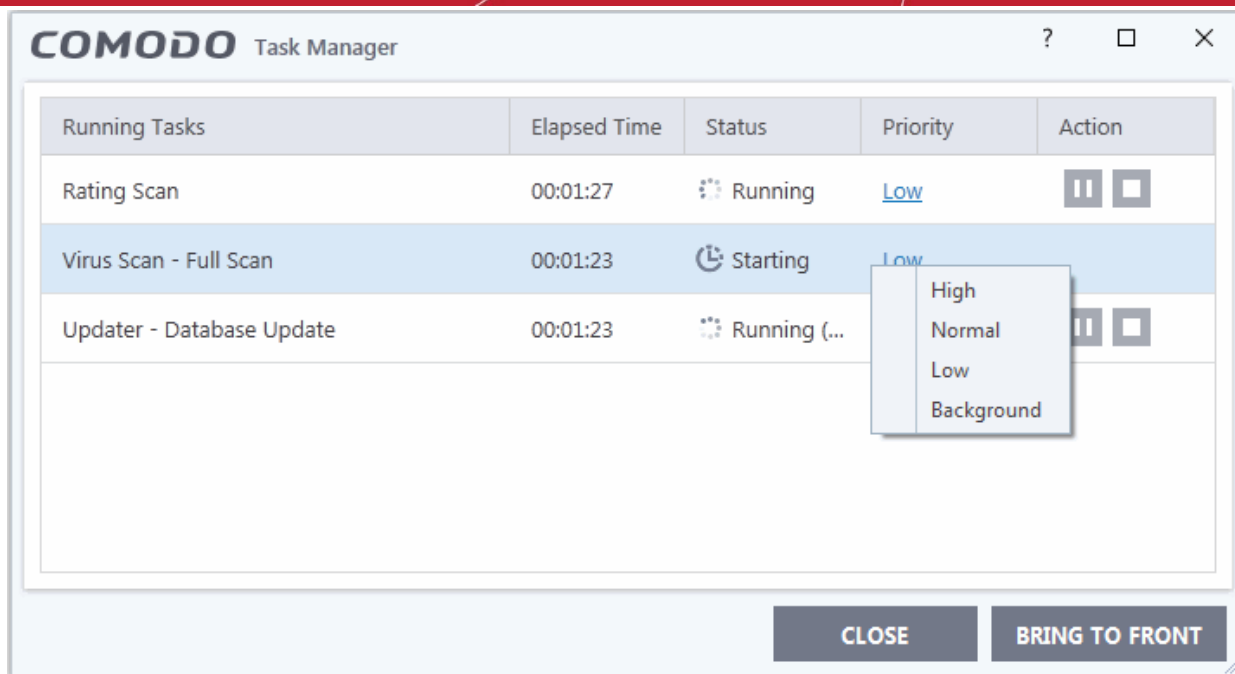 COMODO Task Manager ?
Running Tasks Elapsed Time Status Priority Action
Rating Scan 00:01:27 Running Low
Virus Scan - Full Scan 00:01:23 Starting Low
High
Updater - Database Update 00:01:23 Running (... Normal
Low
Background
CLOSE BRING TO FRONT